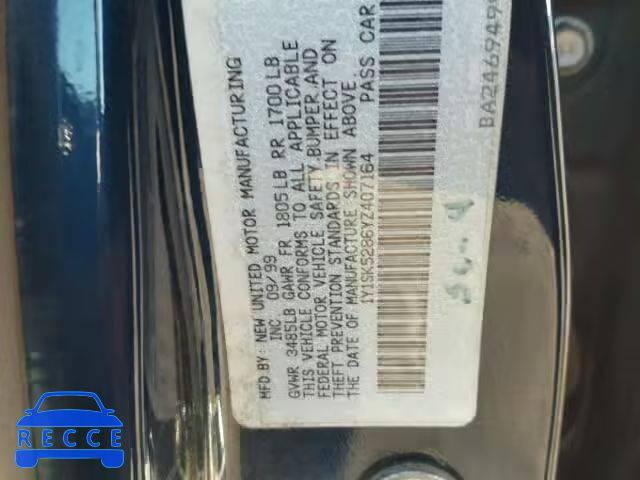 MFD.BY: NEW UNITED MOTOR MANUFACTURING
INC 09/99
GVWR 3485LB GAWR FR 1805LB RR 1700LB
THIS VEHICLE CONFORMS TO ALL APPLICABLE
FEDERAL MOTOR VEHICLE SAFETY,BUMPER,AND
THEFT PREVENTION STANDARDS IN EFFECT ON
THE DATE OF MANUFACTURE SHOWN ABOVE.
1Y1SK5286YZ407164 PASS CAR
BA246949
RECCE